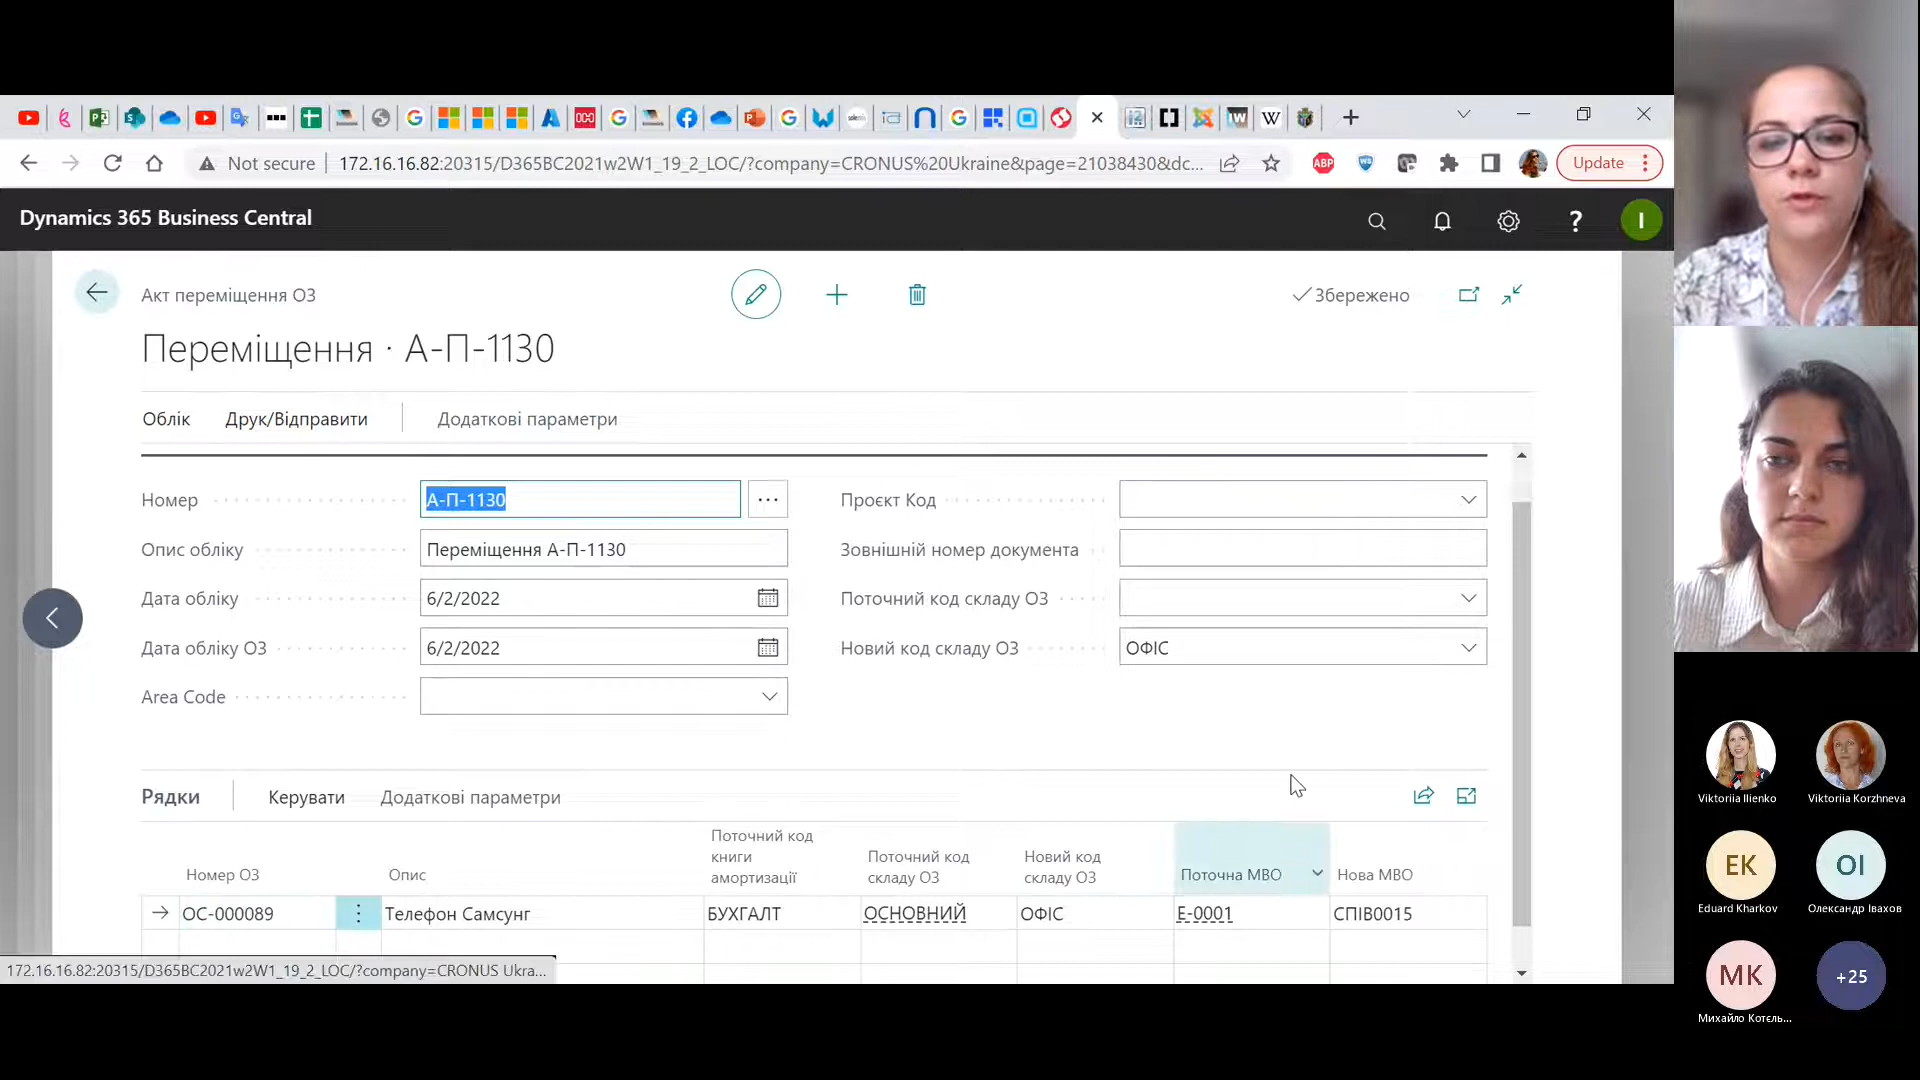 Not secure
172.16.16.82:20315/D365BC2021w2W1_19_2_LOC/?company=CRONUS%20Ukraine&page=21038430&dc...
ABP
Update
Dynamics 365 Business Central
?
I
Акт переміщення ОЗ
Збережено
Переміщення · А-П-1130
Облік
Друк/Відправити
Додаткові параметри
Номер
А-П-1130
Проєкт Код
Опис обліку
Переміщення А-П-1130
Зовнішній номер документа
Дата обліку
6/2/2022
Поточний код складу ОЗ
Дата обліку ОЗ
6/2/2022
Новий код складу ОЗ
ОФІС
Area Code
Рядки
Керувати
Додаткові параметри
Номер ОЗ
Опис
Поточний код
книги
амортизації
Поточний код
складу ОЗ
Новий код
складу ОЗ
Поточна МВО
Нова МВО
ОС-000089
Телефон Самсунг
БУХГАЛТ
ОСНОВНИЙ
ОФІС
Е-0001
СПІВ0015
172.16.16.82:20315/D365BC2021w2W1_19_2_LOC/?company=CRONUS Ukra...
Viktoriia Ilienko
Viktoriia Korzhneva
EK
Eduard Kharkov
OI
Олександр Івахов
MK
Михайло Котєль...
+25